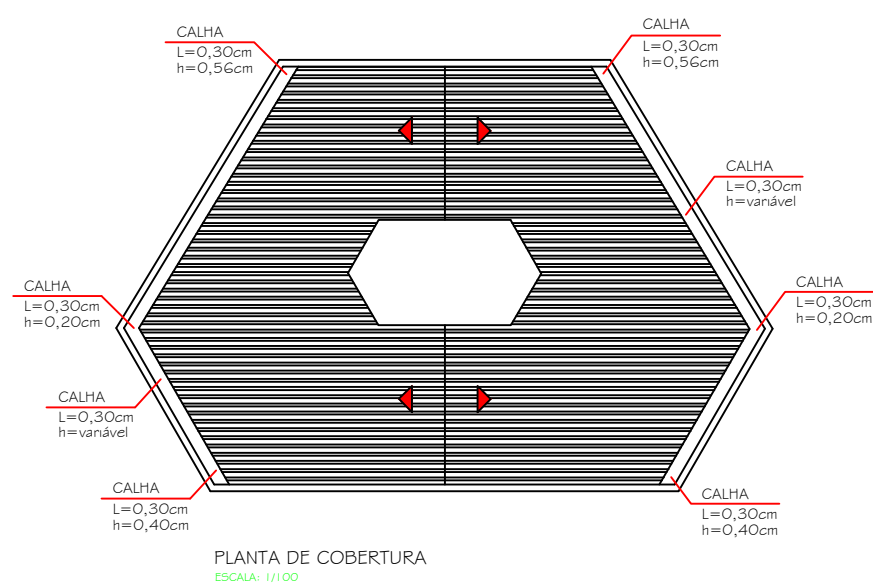 CALHA
L=0,30cm
h=0,56cm
CALHA
L=0,30cm
h=0,56cm
CALHA
L=0,30cm
h=variável
CALHA
L=0,30cm
h=0,20cm
CALHA
L=0,30cm
h=0,20cm
CALHA
L=0,30cm
h=variável
CALHA
L=0,30cm
h=0,40cm
CALHA
L=0,30cm
h=0,40cm
PLANTA DE COBERTURA
ESCALA: 1/100